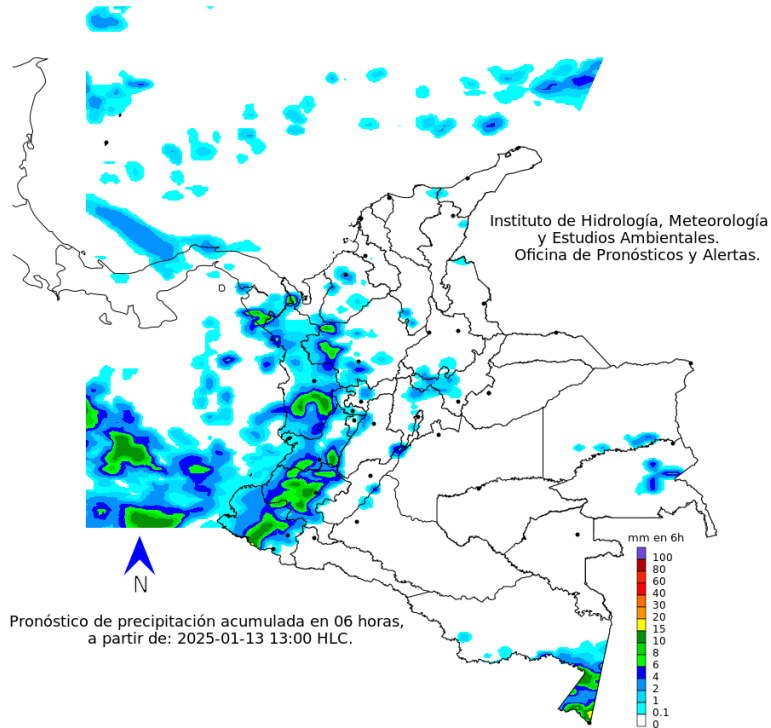 Instituto de Hidrología, Meteorología
y Estudios Ambientales.
Oficina de Pronósticos y Alertas.
N
Pronóstico de precipitación acumulada en 06 horas,
a partir de: 2025-01-13 13:00 HLC.
mm en 6h
100
80
60
40
30
20
15
10
8
6
4
2
1
0.1
0